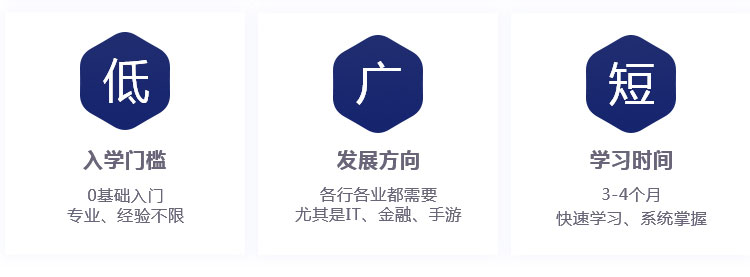 低
入学门槛
0基础入门
专业、经验不限
广
发展方向
各行各业都需要
尤其是IT、金融、手游
短
学习时间
3-4个月
快速学习、系统掌握